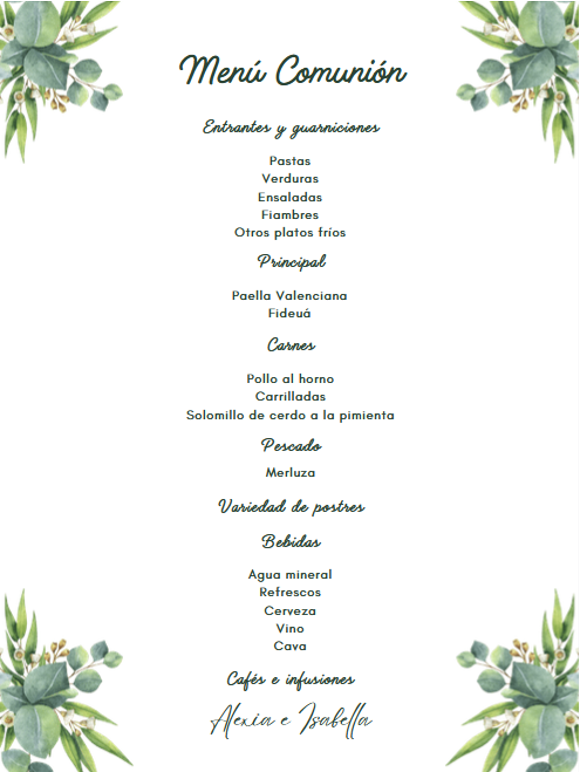 Menú Comunión
Entrantes y guarniciones
Pastas
Verduras
Ensaladas
Fiambres
Otros platos fríos
Principal
Paella Valenciana
Fideuá
Carnes
Pollo al horno
Carrilladas
Solomillo de cerdo a la pimienta
Pescado
Merluza
Variedad de postres
Bebidas
Agua mineral
Refrescos
Cerveza
Vino
Cava
Cafés e infusiones
Alexia e Isabella